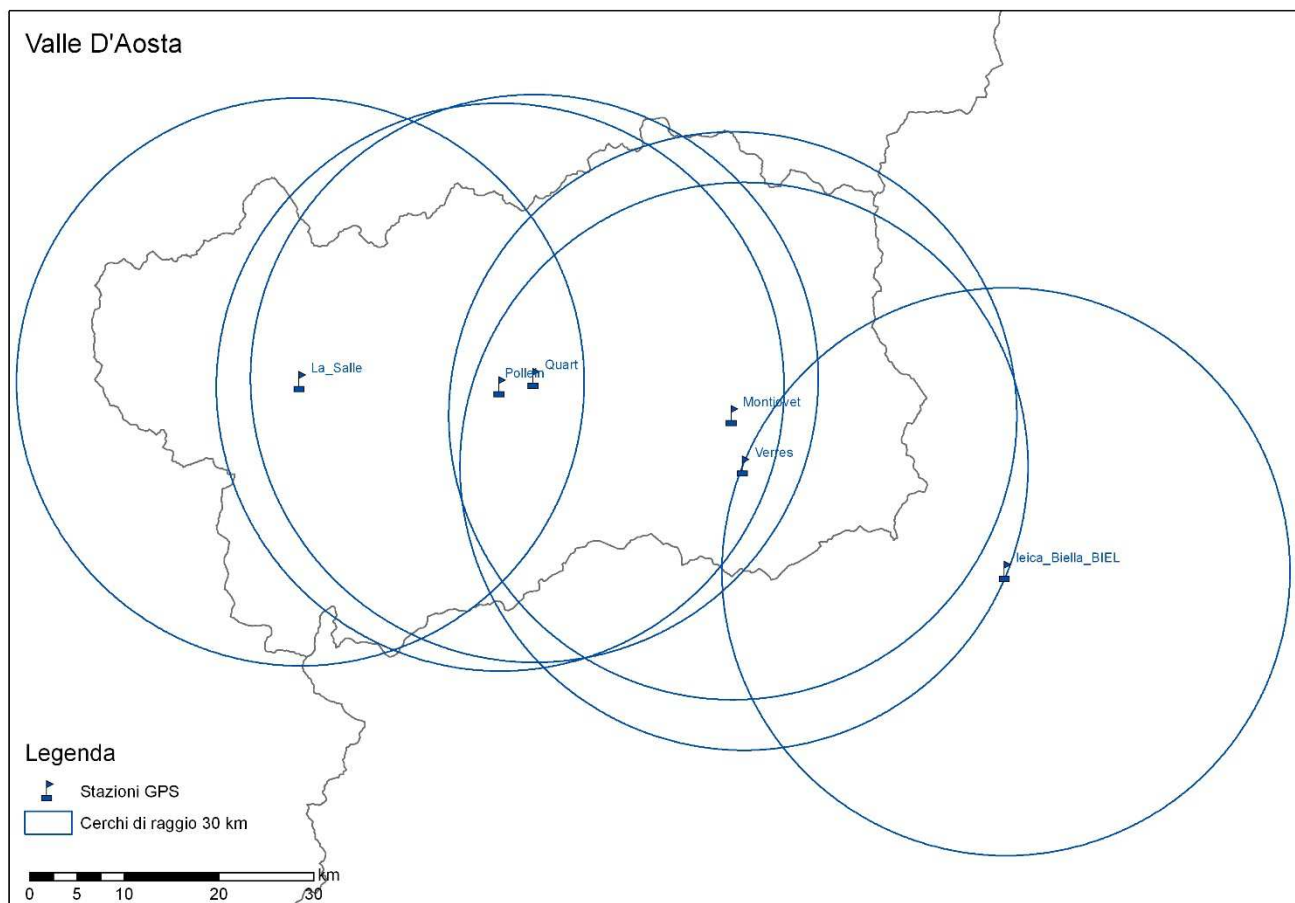 Valle D'Aosta
La_Salle
Pollein
Quart
Montjovet
Verres
leica_Biella_BIEL
Legenda
Stazioni GPS
Cerchi di raggio 30 km
km
0 5 10 20 30